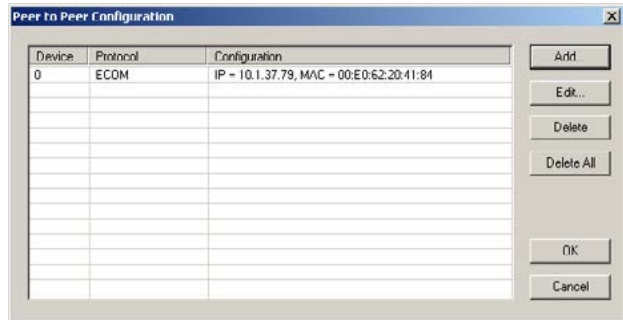 Peer to Peer Configuration
Device Protocol Configuration
0 ECOM IP = 10.1.37.79, MAC = 00:E0:62:20:41:84
Add
Edit...
Delete
Delete All
OK
Cancel